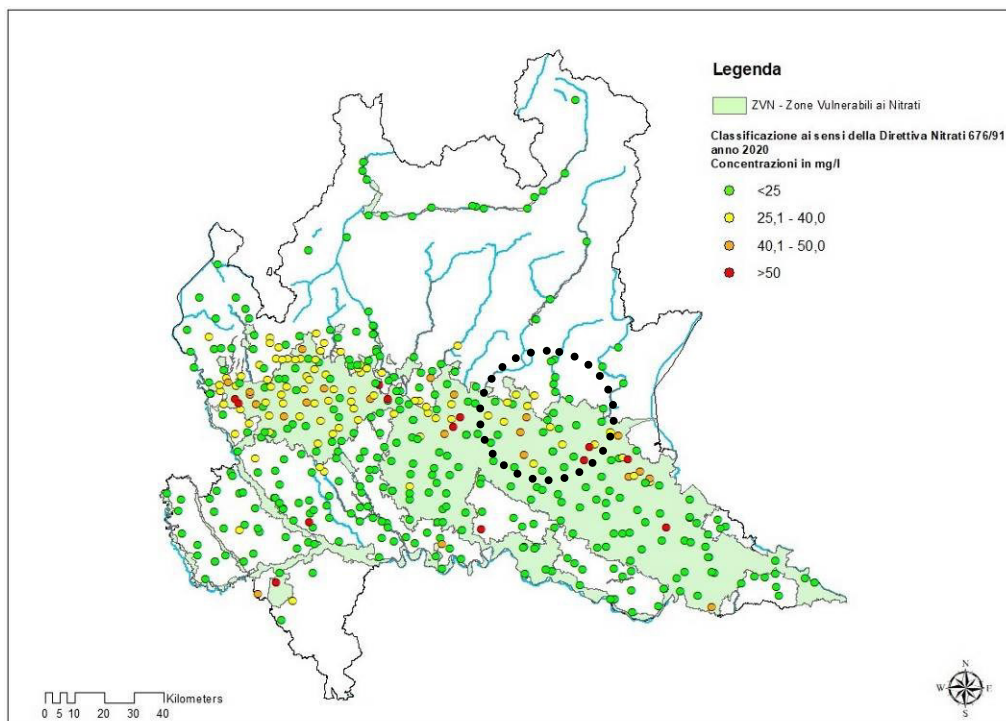 Legenda
ZVN - Zone Vulnerabili ai Nitrati
Classificazione ai sensi della Direttiva Nitrati 676/91
anno 2020
Concentrazioni in mg/l
<25
25,1 - 40,0
40,1 - 50,0
>50
Kilometers
0 5 10 20 30 40
N
W E
S